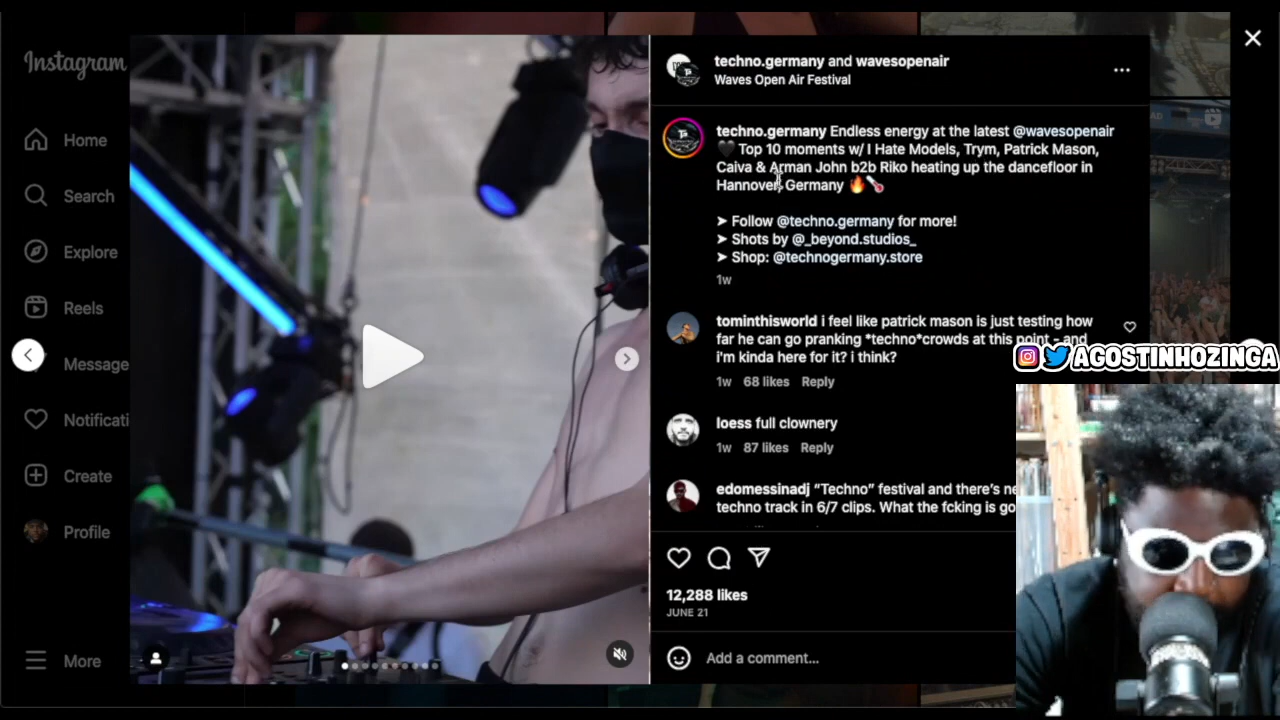 Instagram
Home
Search
Explore
Reels
Message
Notificati
Create
Profile
More
techno.germany and wavesopenair
Waves Open Air Festival
techno.germany Endless energy at the latest @wavesopenair
🖤 Top 10 moments w/ I Hate Models, Trym, Patrick Mason,
Caiva & Arman John b2b Riko heating up the dancefloor in
Hannover, Germany 🔥🌡️
➤ Follow @techno.germany for more!
➤ Shots by @_beyond.studios_
➤ Shop: @technogermany.store
1w
tominthisworld i feel like patrick mason is just testing how
far he can go pranking *techno*crowds at this point - and
i'm kinda here for it? i think?
1w 68 likes Reply
loess full clownery
1w 87 likes Reply
edomessinadj “Techno” festival and there's ne
techno track in 6/7 clips. What the fcking is go
12,288 likes
JUNE 21
Add a comment...
AGOSTINHOZINGA